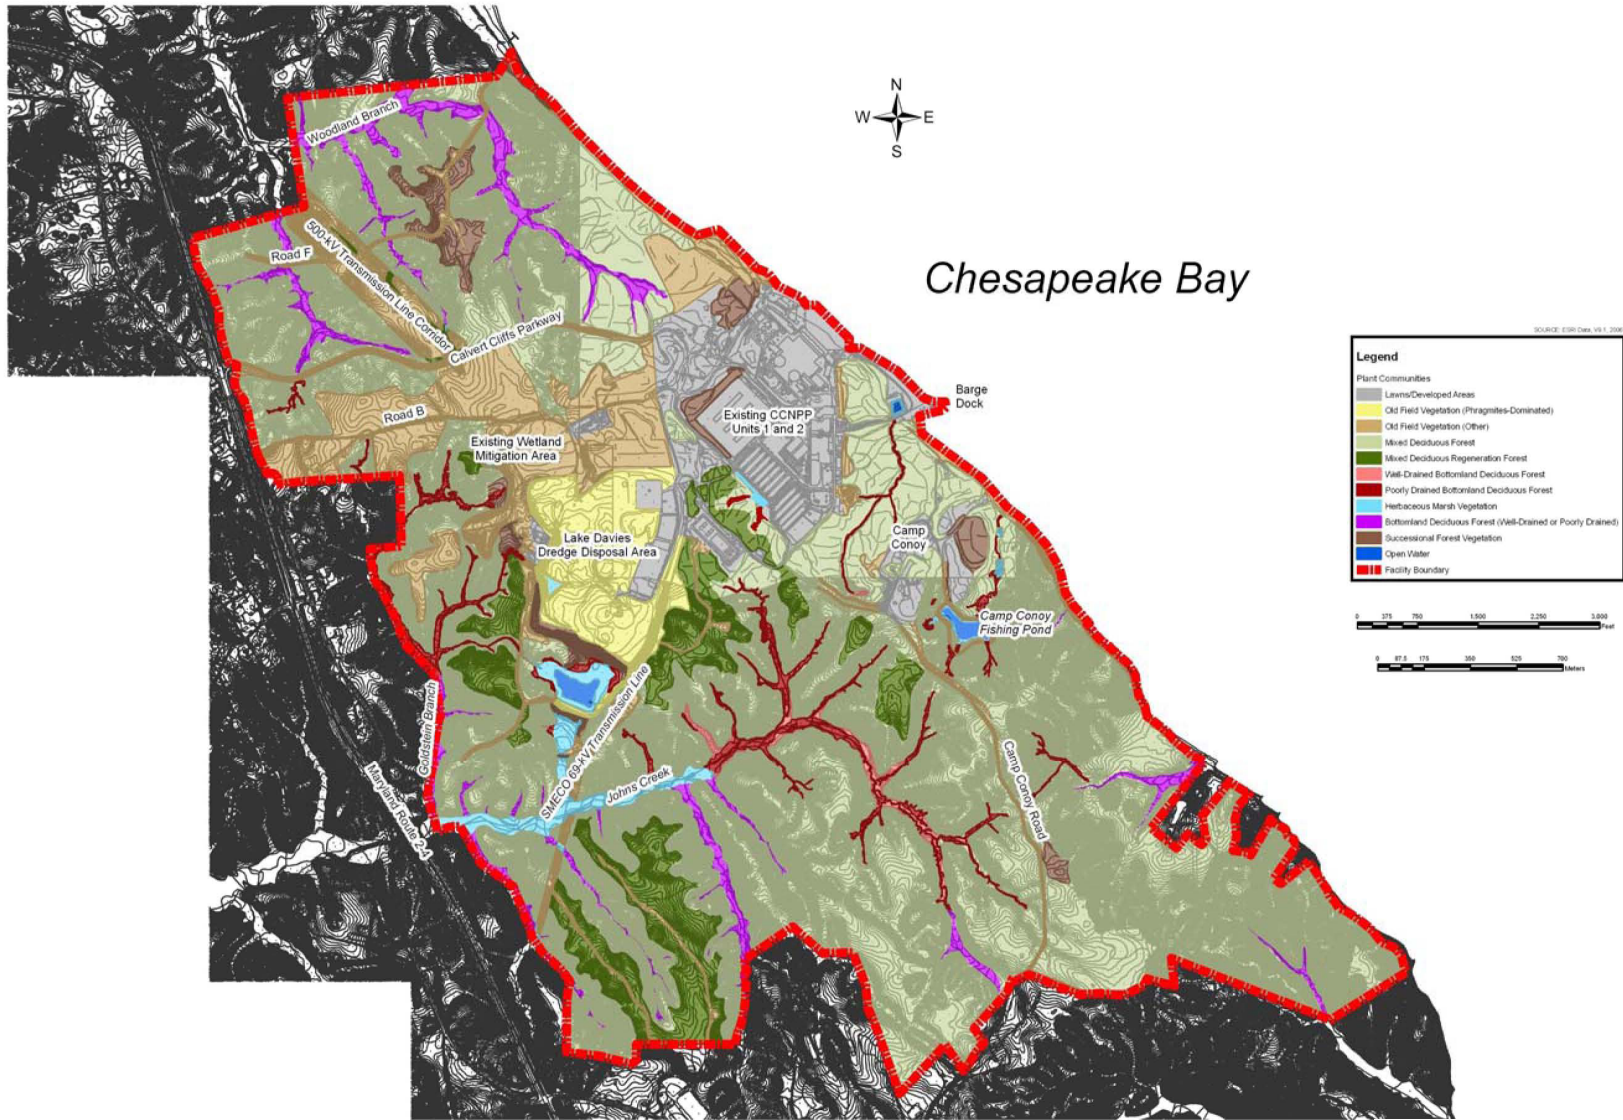 N
W E
S
Woodland Branch
Chesapeake Bay
Road F
500-kV Transmission Line Corridor
Calvert Cliffs Parkway
Road B
Existing Wetland
Mitigation Area
Existing CCNPP
Units 1 and 2
Barge
Dock
Lake Davies
Dredge Disposal Area
Camp
Conoy
Camp Conoy
Fishing Pond
Goldstein Branch
Maryland Route 2-4
SMECO 69-kV Transmission Line
Johns Creek
Camp Conoy Road
Legend
Plant Communities
Lawns/Developed Areas
Old Field Vegetation (Phragmites-Dominated)
Old Field Vegetation (Other)
Mixed Deciduous Forest
Mixed Deciduous Regeneration Forest
Well-Drained Bottomland Deciduous Forest
Poorly Drained Bottomland Deciduous Forest
Herbaceous Marsh Vegetation
Bottomland Deciduous Forest (Well-Drained or Poorly Drained)
Successional Forest Vegetation
Open Water
Facility Boundary
0 375 750 1,500 2,250 3,000
Feet
0 87.5 175 350 525 700
Meters